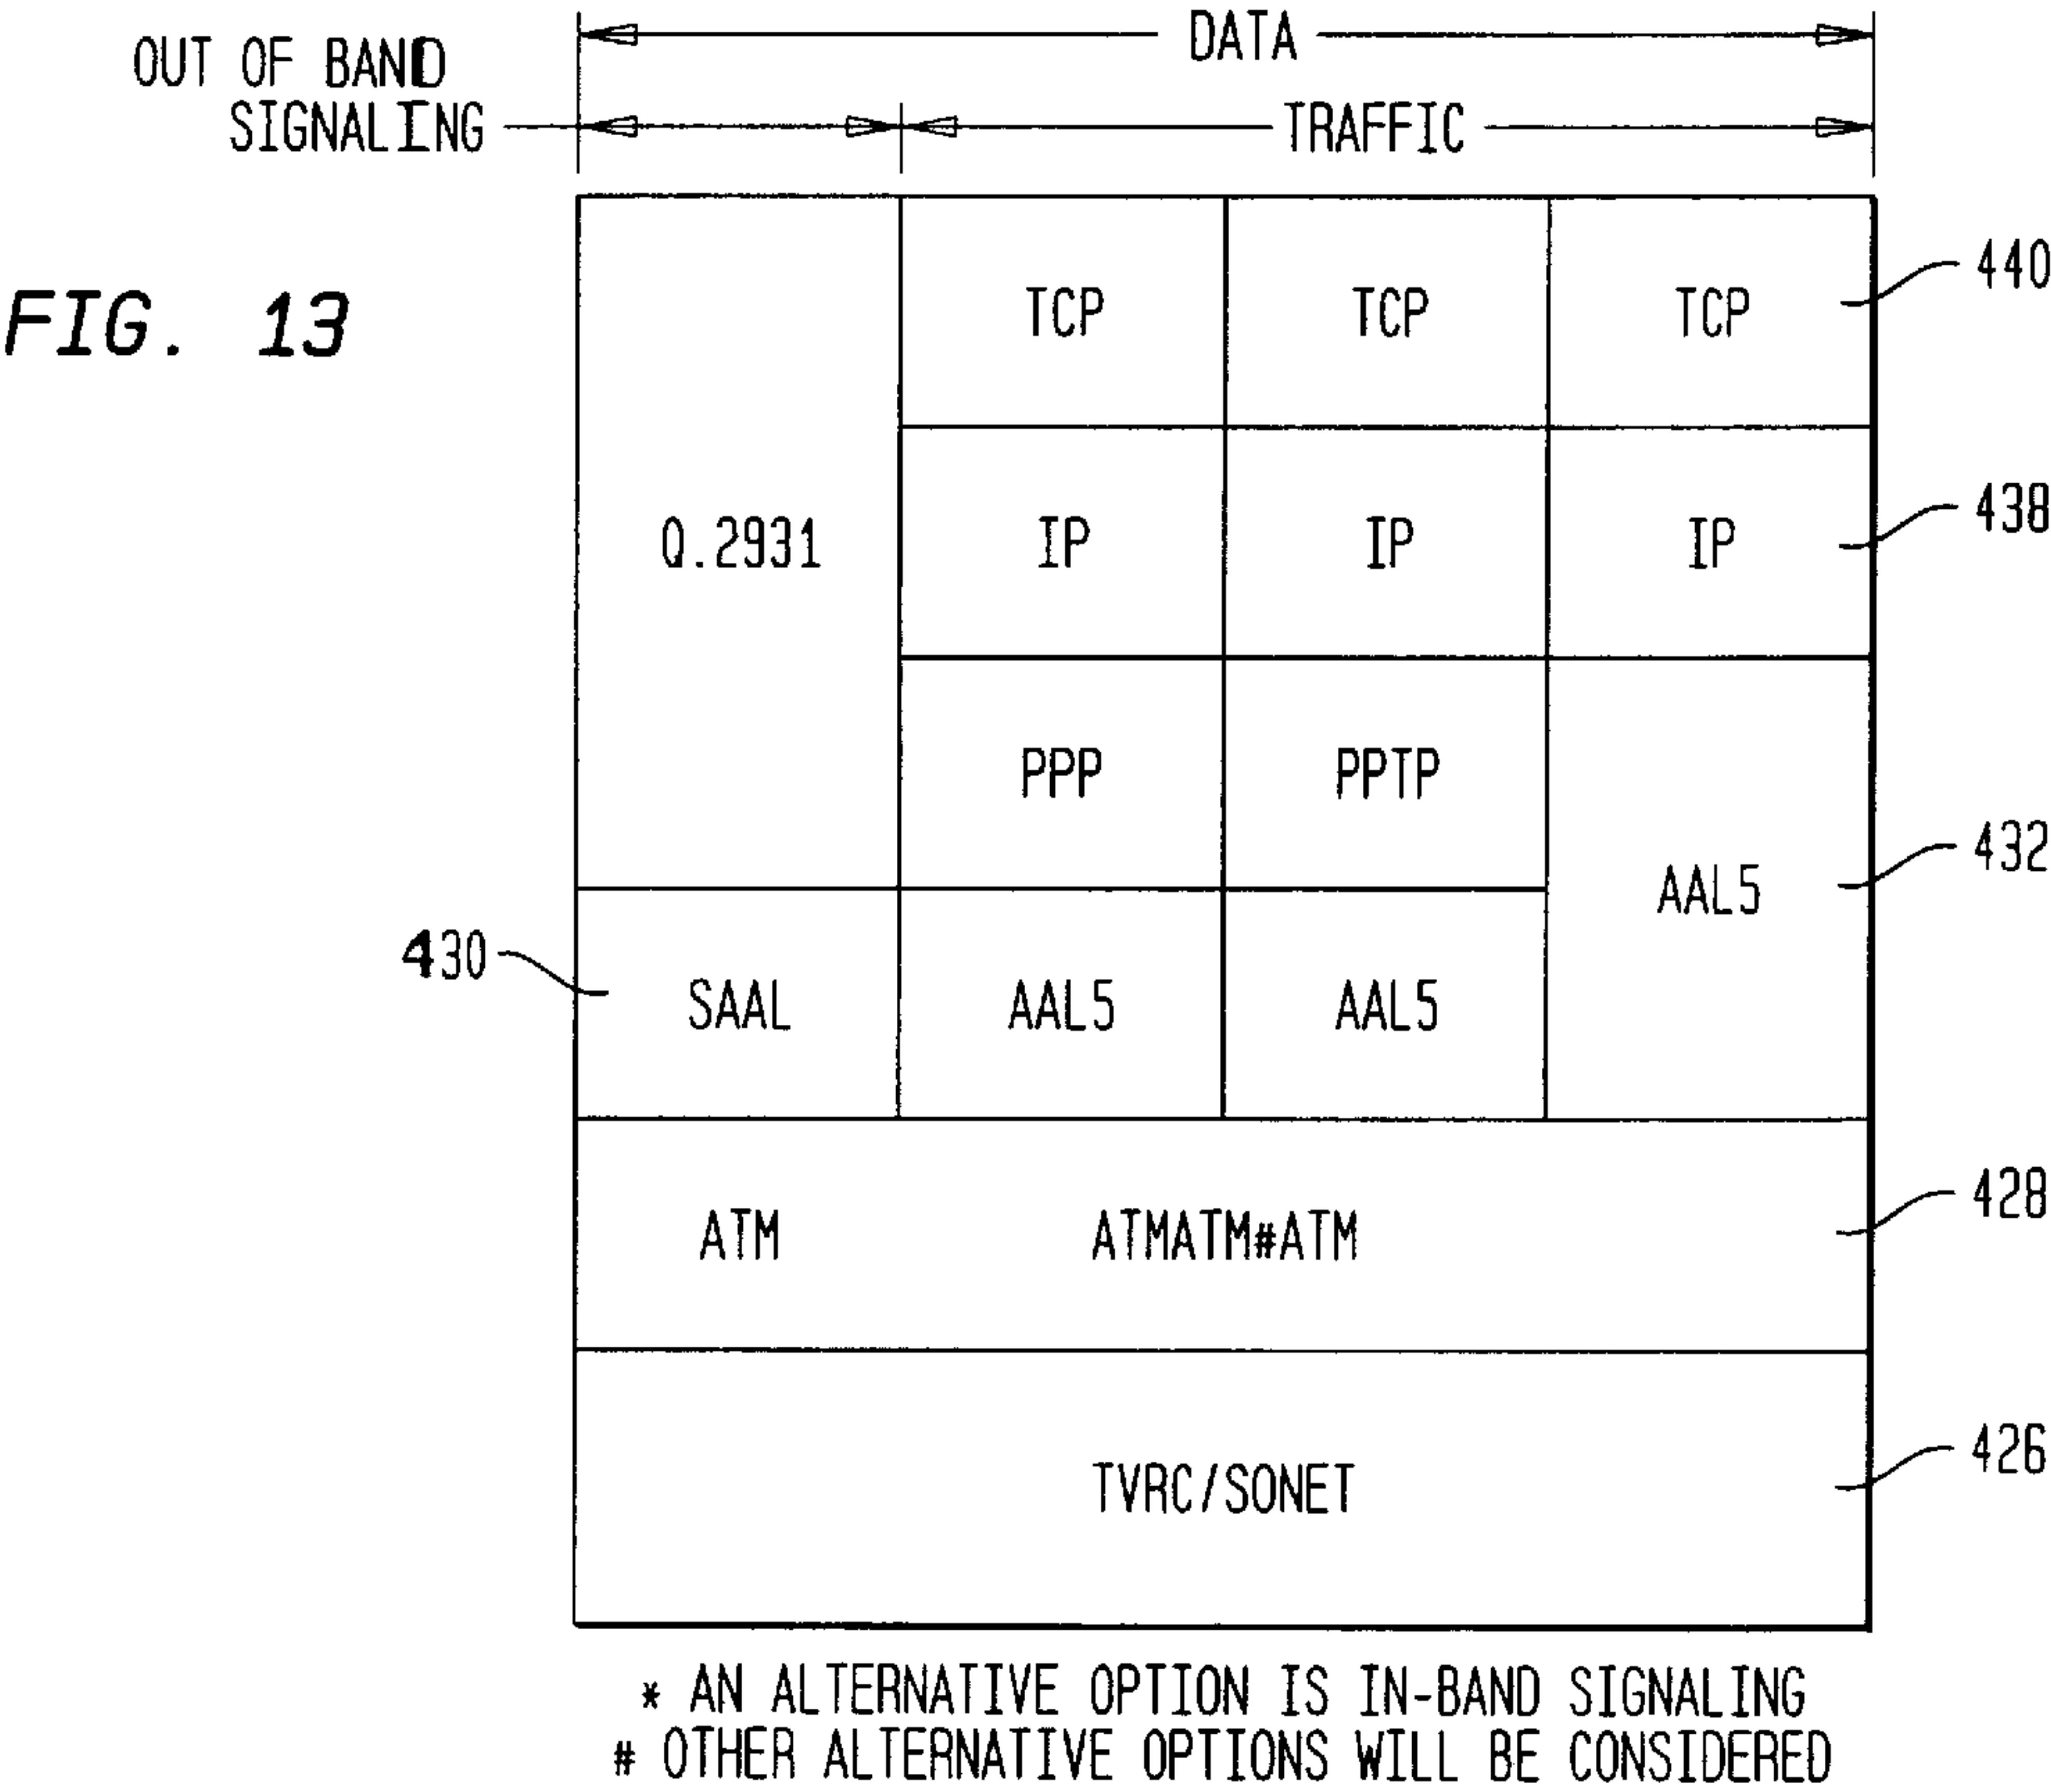 DATA
OUT OF BAND
SIGNALING
TRAFFIC
FIG. 13
TCP
TCP
TCP
440
Q.2931
IP
IP
IP
438
PPP
PPTP
AAL5
432
430
SAAL
AAL5
AAL5
ATM
ATMATM#ATM
428
TVRC/SONET
426
* AN ALTERNATIVE OPTION IS IN-BAND SIGNALING
# OTHER ALTERNATIVE OPTIONS WILL BE CONSIDERED